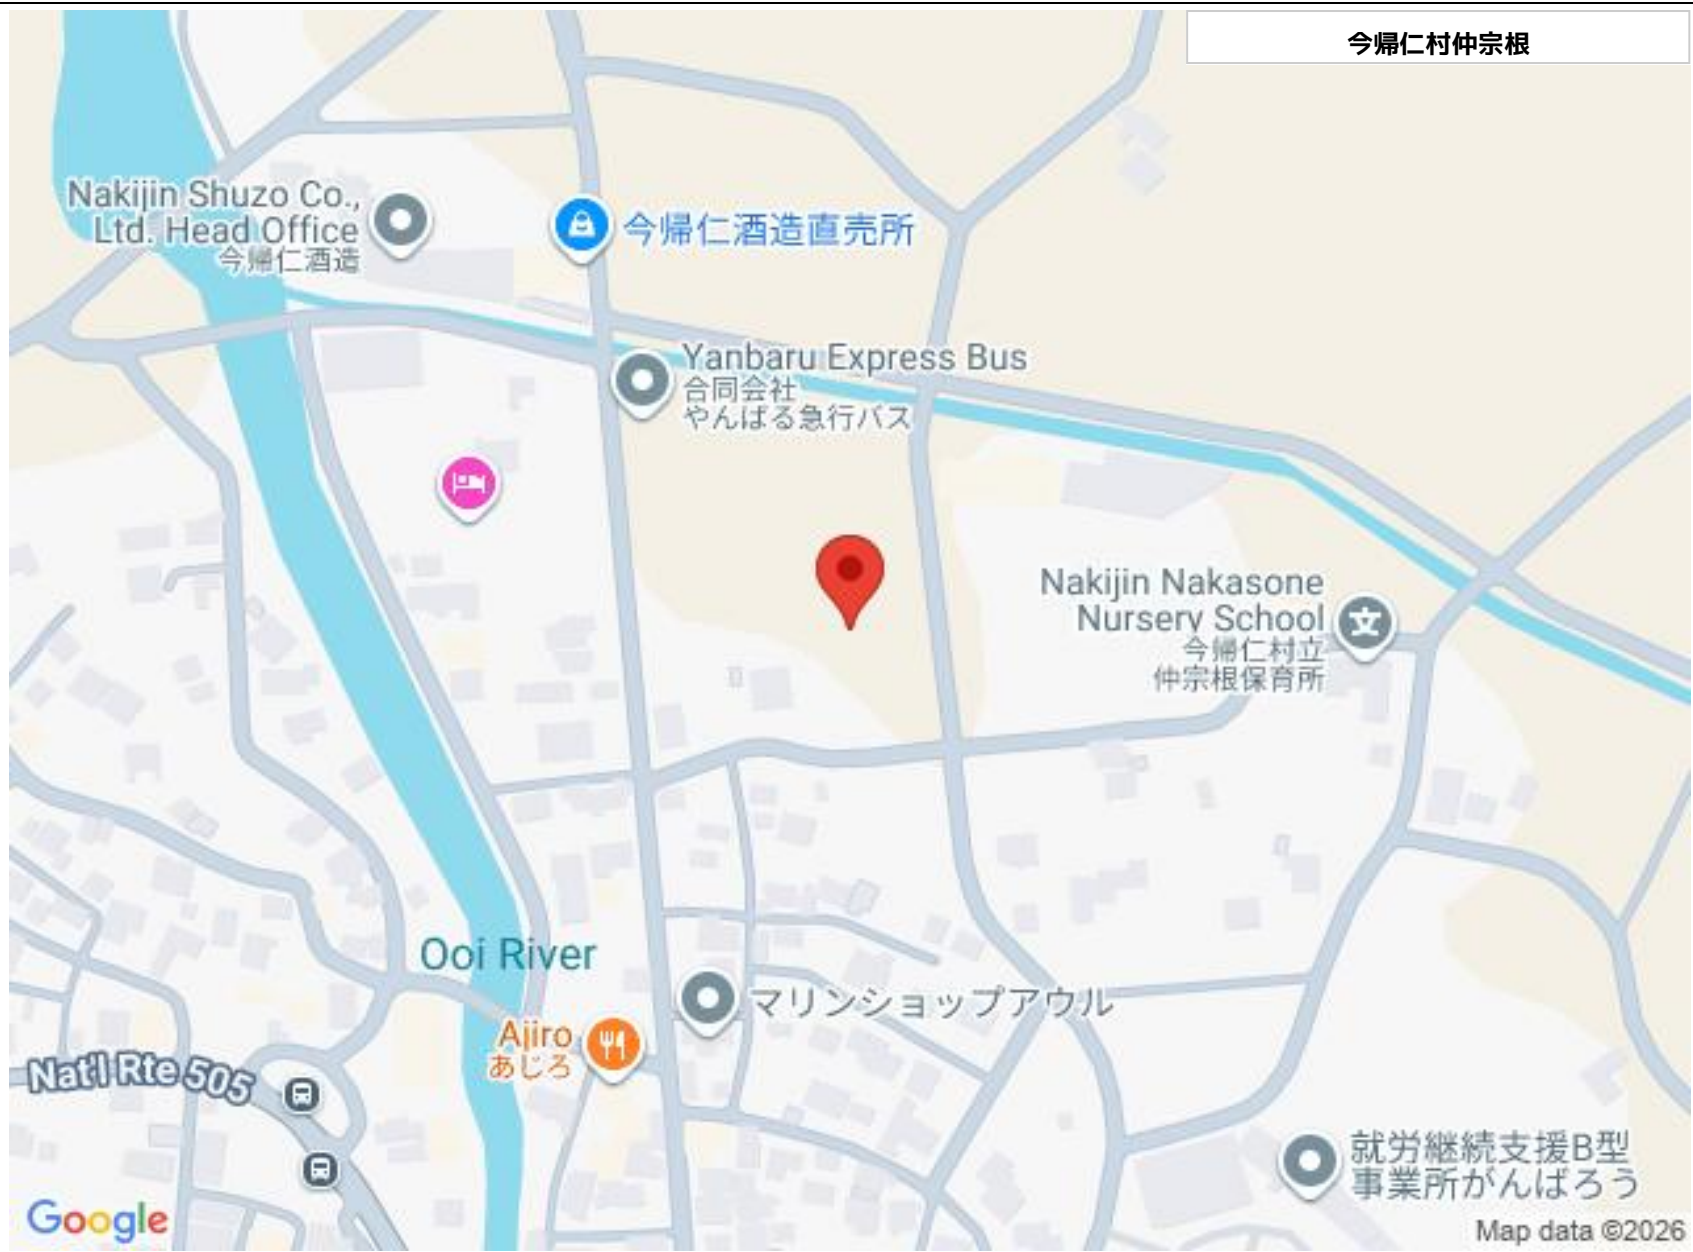 今帰仁村仲宗根
Nakijin Shuzo Co.,
Ltd. Head Office
今帰仁酒造
今帰仁酒造直売所
Yanbaru Express Bus
合同会社
やんばる急行バス
Nakijin Nakasone
Nursery School
今帰仁村立
仲宗根保育所
Ooi River
マリンショップアウル
Ajiro
あじろ
Nat'l Rte 505
就労継続支援B型
事業所がんばろう
Google
Map data ©2026